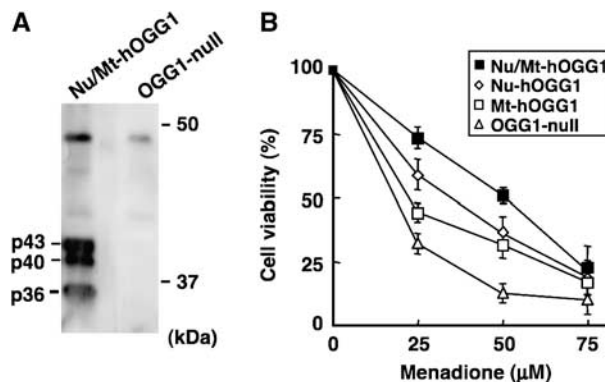 A
Nu/Mt-hOGG1
OGG1-null
50
p43
p40
p36
37
(kDa)
B
Nu/Mt-hOGG1
Nu-hOGG1
Mt-hOGG1
OGG1-null
100
75
50
25
0
Cell viability (%)
0
25
50
75
Menadione (μM)